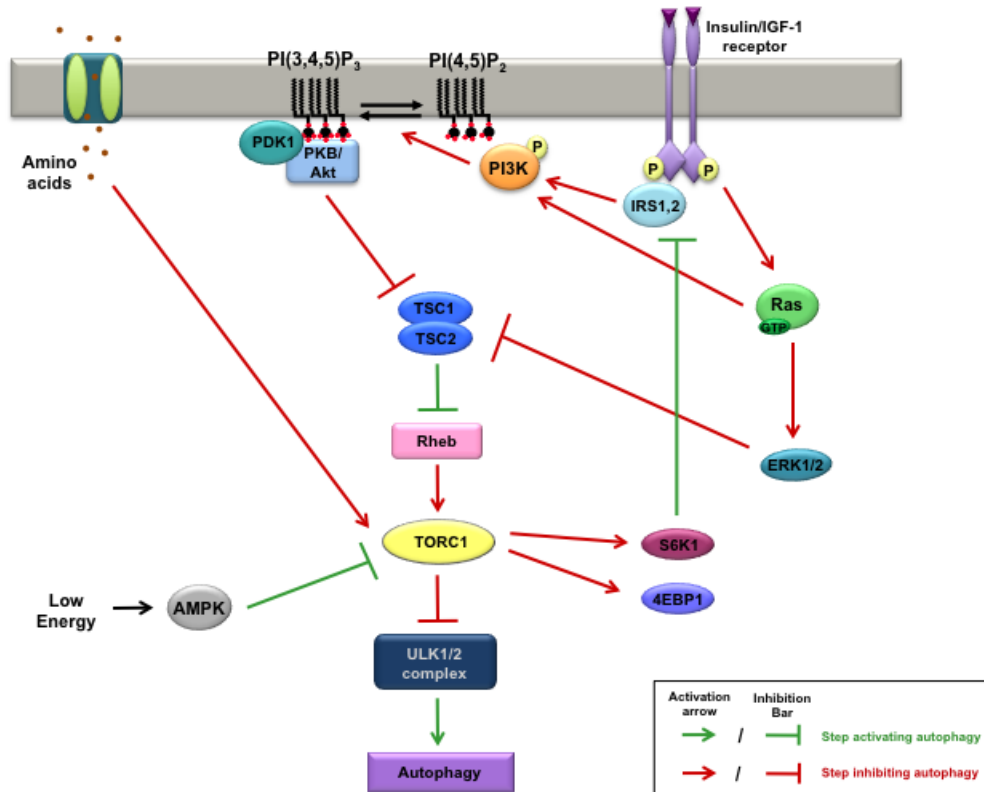 Insulin/IGF-1
receptor
PI(3,4,5)P3
PI(4,5)P2
Amino
acids
PDK1
PKB/
Akt
PI3K
P
P
P
IRS1,2
Ras
GTP
TSC1
TSC2
Rheb
ERK1/2
TORC1
S6K1
4EBP1
Low
Energy
AMPK
ULK1/2
complex
Autophagy
Activation
arrow
/
Inhibition
Bar
/ Step activating autophagy
/ Step inhibiting autophagy